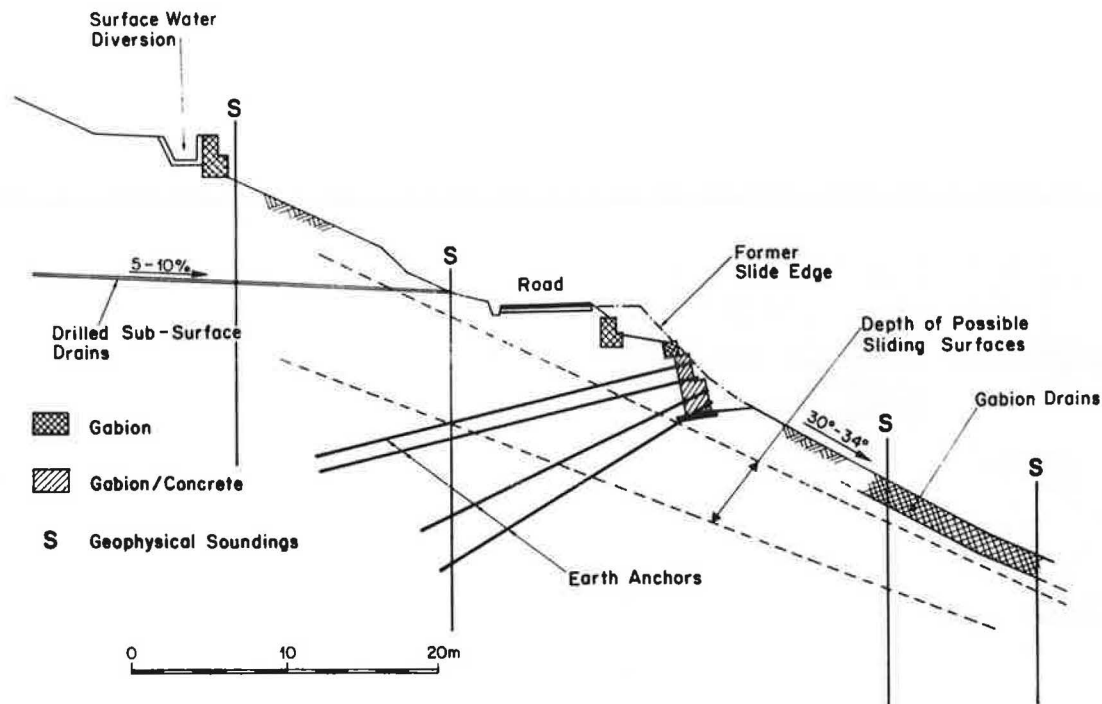 Surface Water
Diversion
S
S
5-10%
Road
Former
Slide Edge
Drilled Sub-Surface
Drains
Depth of Possible
Sliding Surfaces
Gabion Drains
30°-34°
S
S
Gabion
Gabion/Concrete
S Geophysical Soundings
Earth Anchors
0 10 20m